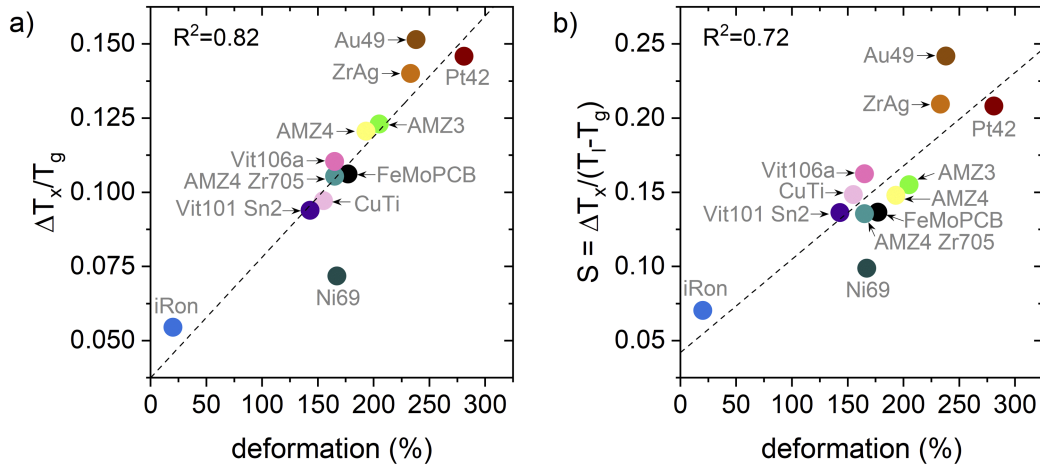 a)
R²=0.82
ΔTₓ/T_g
0.150
0.125
0.100
0.075
0.050
Au49
ZrAg
Pt42
AMZ4
AMZ3
Vit106a
AMZ4 Zr705
FeMoPCB
Vit101 Sn2
CuTi
Ni69
iRon
0 50 100 150 200 250 300
deformation (%)
b)
R²=0.72
S = ΔTₓ/(T_l-T_g)
0.25
0.20
0.15
0.10
0.05
Au49
ZrAg
Pt42
Vit106a
AMZ3
CuTi
AMZ4
Vit101 Sn2
FeMoPCB
AMZ4 Zr705
Ni69
iRon
0 50 100 150 200 250 300
deformation (%)